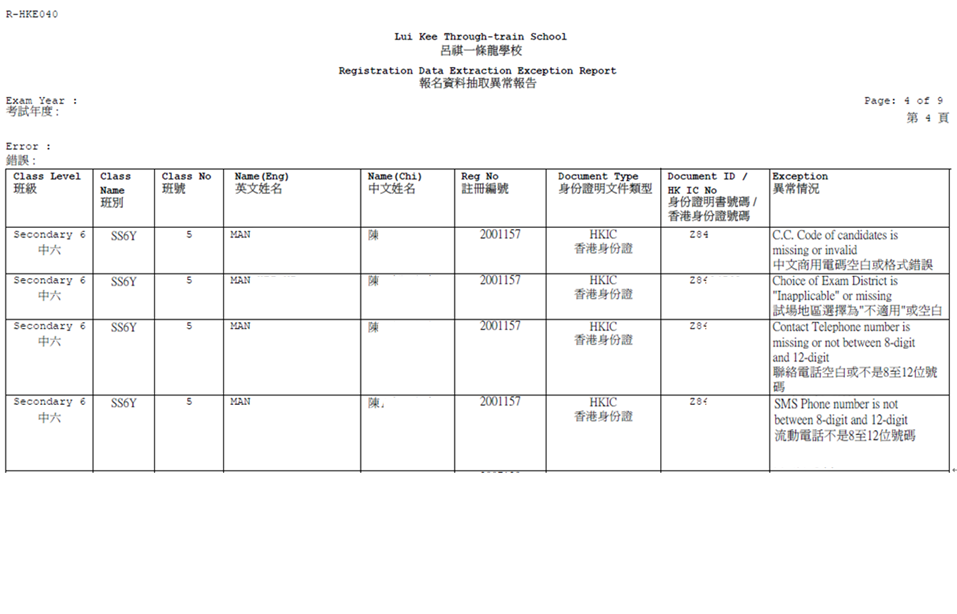 R-HKE040
Lui Kee Through-train School
呂祺一條龍學校
Registration Data Extraction Exception Report
報名資料抽取異常報告
Exam Year :
考試年度 :
Page: 4 of 9
第 4 頁
Error :
錯誤 :
Class Level
班級
Class
Name
班別
Class No
班號
Name(Eng)
英文姓名
Name(Chi)
中文姓名
Reg No
註冊編號
Document Type
身份證明文件類型
Document ID /
HK IC No
身份證明書號碼 /
香港身份證號碼
Exception
異常情況
Secondary 6
中六
SS6Y
5
MAN
陳
2001157
HKIC
香港身份證
Z84
C.C. Code of candidates is
missing or invalid
中文商用電碼空白或格式錯誤
Secondary 6
中六
SS6Y
5
MAN
陳
2001157
HKIC
香港身份證
Z84
Choice of Exam District is
"Inapplicable" or missing
試場地區選擇為"不適用"或空白
Secondary 6
中六
SS6Y
5
MAN
陳
2001157
HKIC
香港身份證
Z84
Contact Telephone number is
missing or not between 8-digit
and 12-digit
聯絡電話空白或不是8至12位號
碼
Secondary 6
中六
SS6Y
5
MAN
陳
2001157
HKIC
香港身份證
Z84
SMS Phone number is not
between 8-digit and 12-digit
流動電話不是8至12位號碼